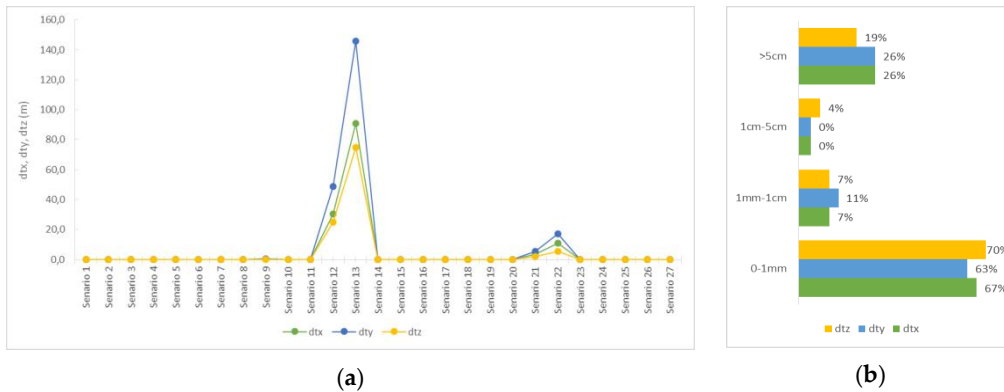 160,0
140,0
120,0
100,0
80,0
60,0
40,0
20,0
0,0
dtx, dty, dtz (m)
Senario 1
Senario 2
Senario 3
Senario 4
Senario 5
Senario 6
Senario 7
Senario 8
Senario 9
Senario 10
Senario 11
Senario 12
Senario 13
Senario 14
Senario 15
Senario 16
Senario 17
Senario 18
Senario 19
Senario 20
Senario 21
Senario 22
Senario 23
Senario 24
Senario 25
Senario 26
Senario 27
dtx dty dtz
(a)
>5cm
19%
26%
26%
1cm-5cm
4%
0%
0%
1mm-1cm
7%
11%
7%
0-1mm
70%
63%
67%
dtz dty dtx
(b)